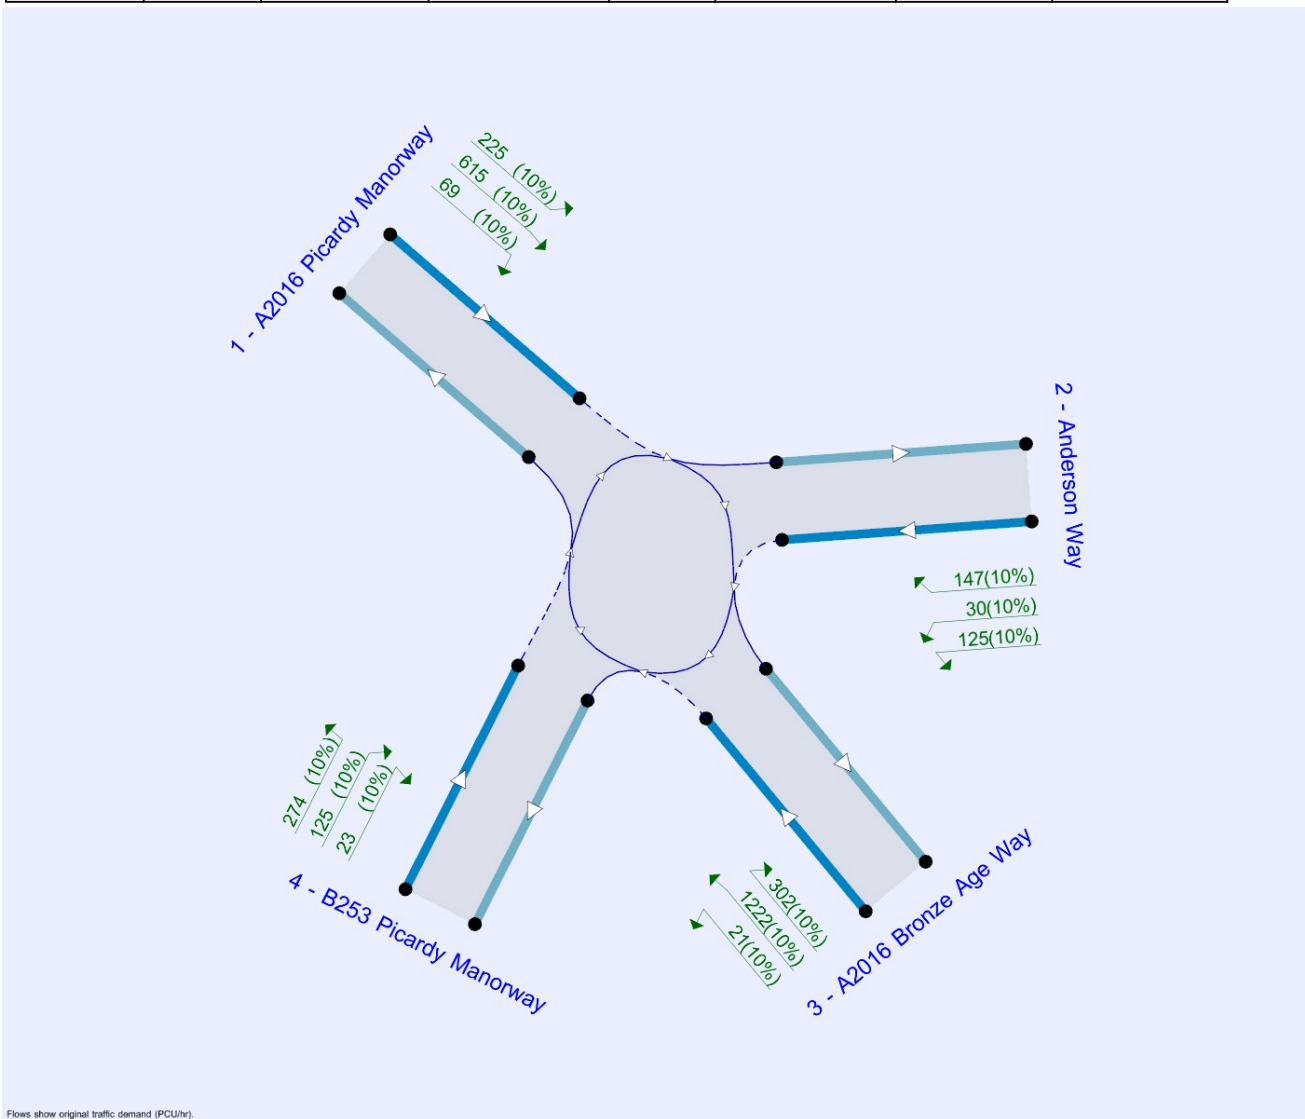 1 - A2016 Picardy Manorway
225 (10%)
615 (10%)
69 (10%)
2 - Anderson Way
147(10%)
30(10%)
125(10%)
274 (10%)
125 (10%)
23 (10%)
4 - B253 Picardy Manorway
302(10%)
1222(10%)
21(10%)
3 - A2016 Bronze Age Way
Flows show original traffic demand (PCU/hr).